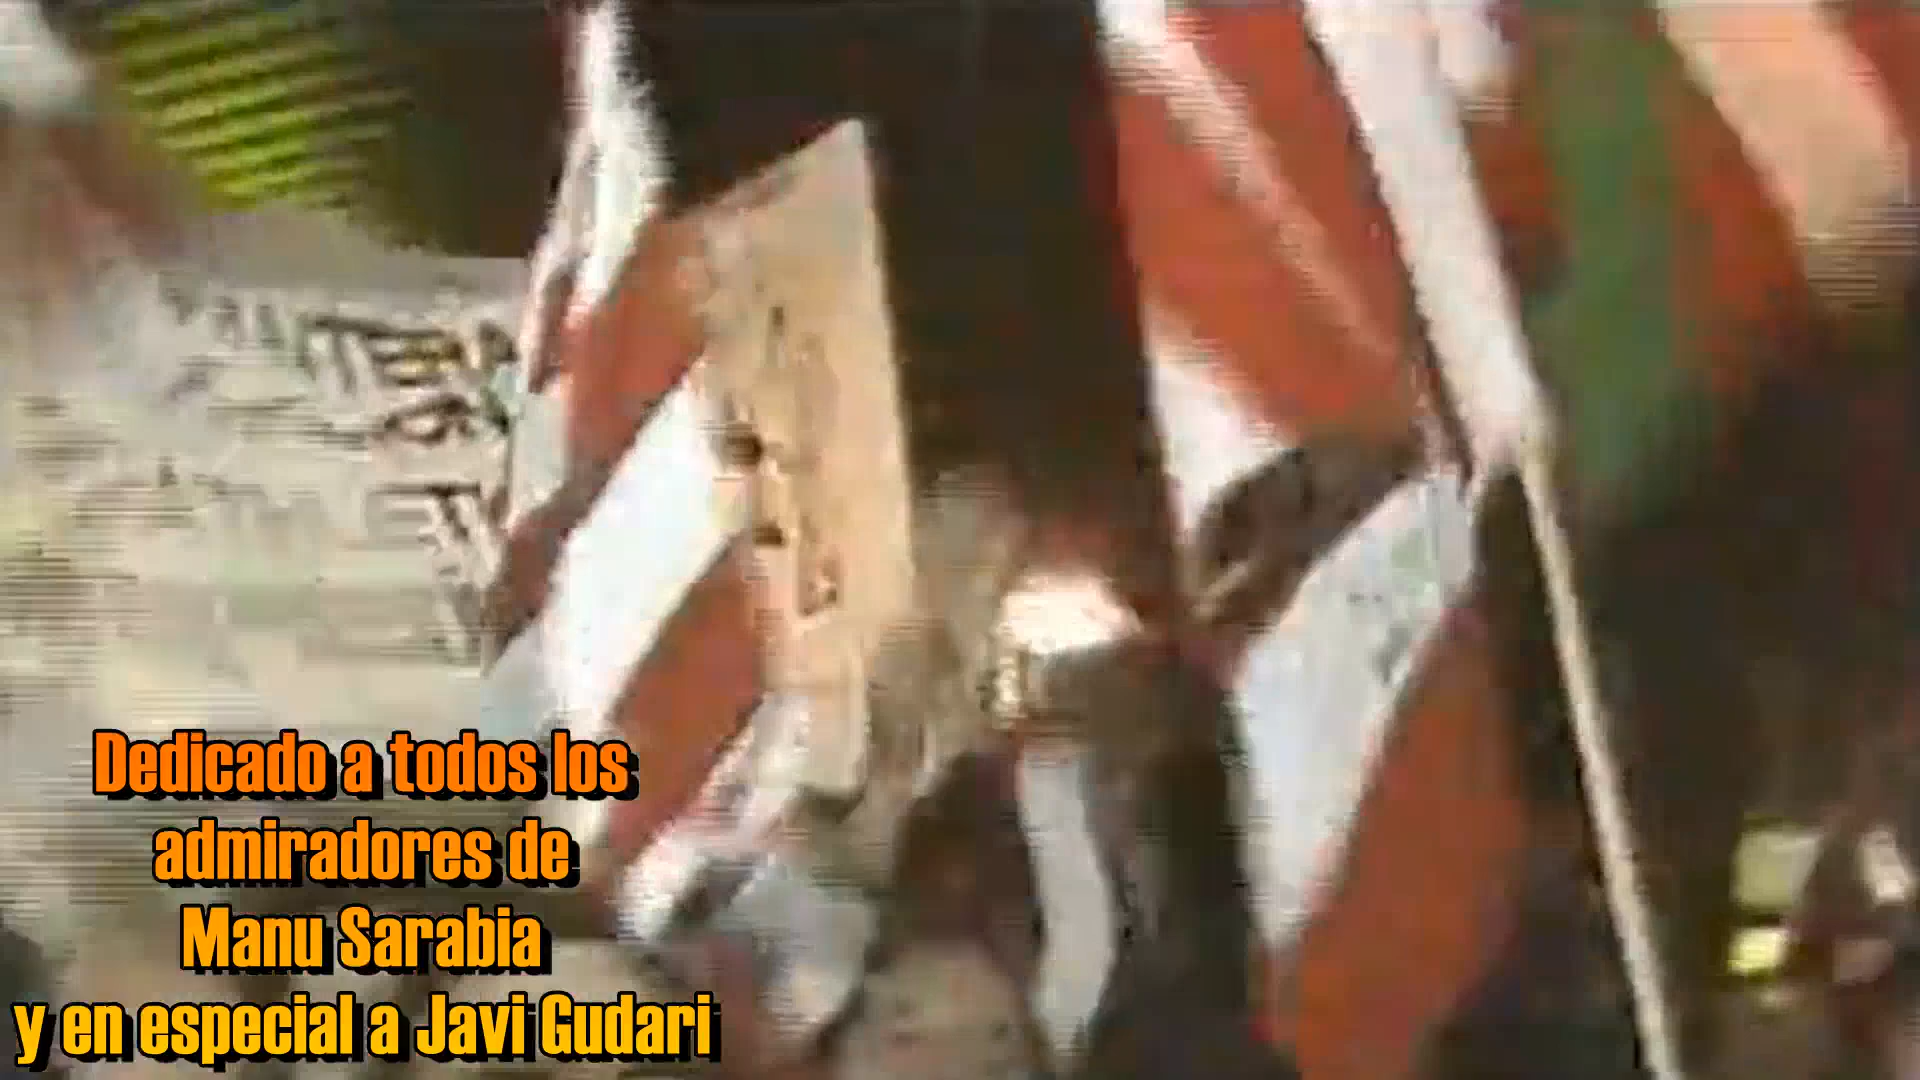 Dedicado a todos los
admiradores de
Manu Sarabia
y en especial a Javi Gudari